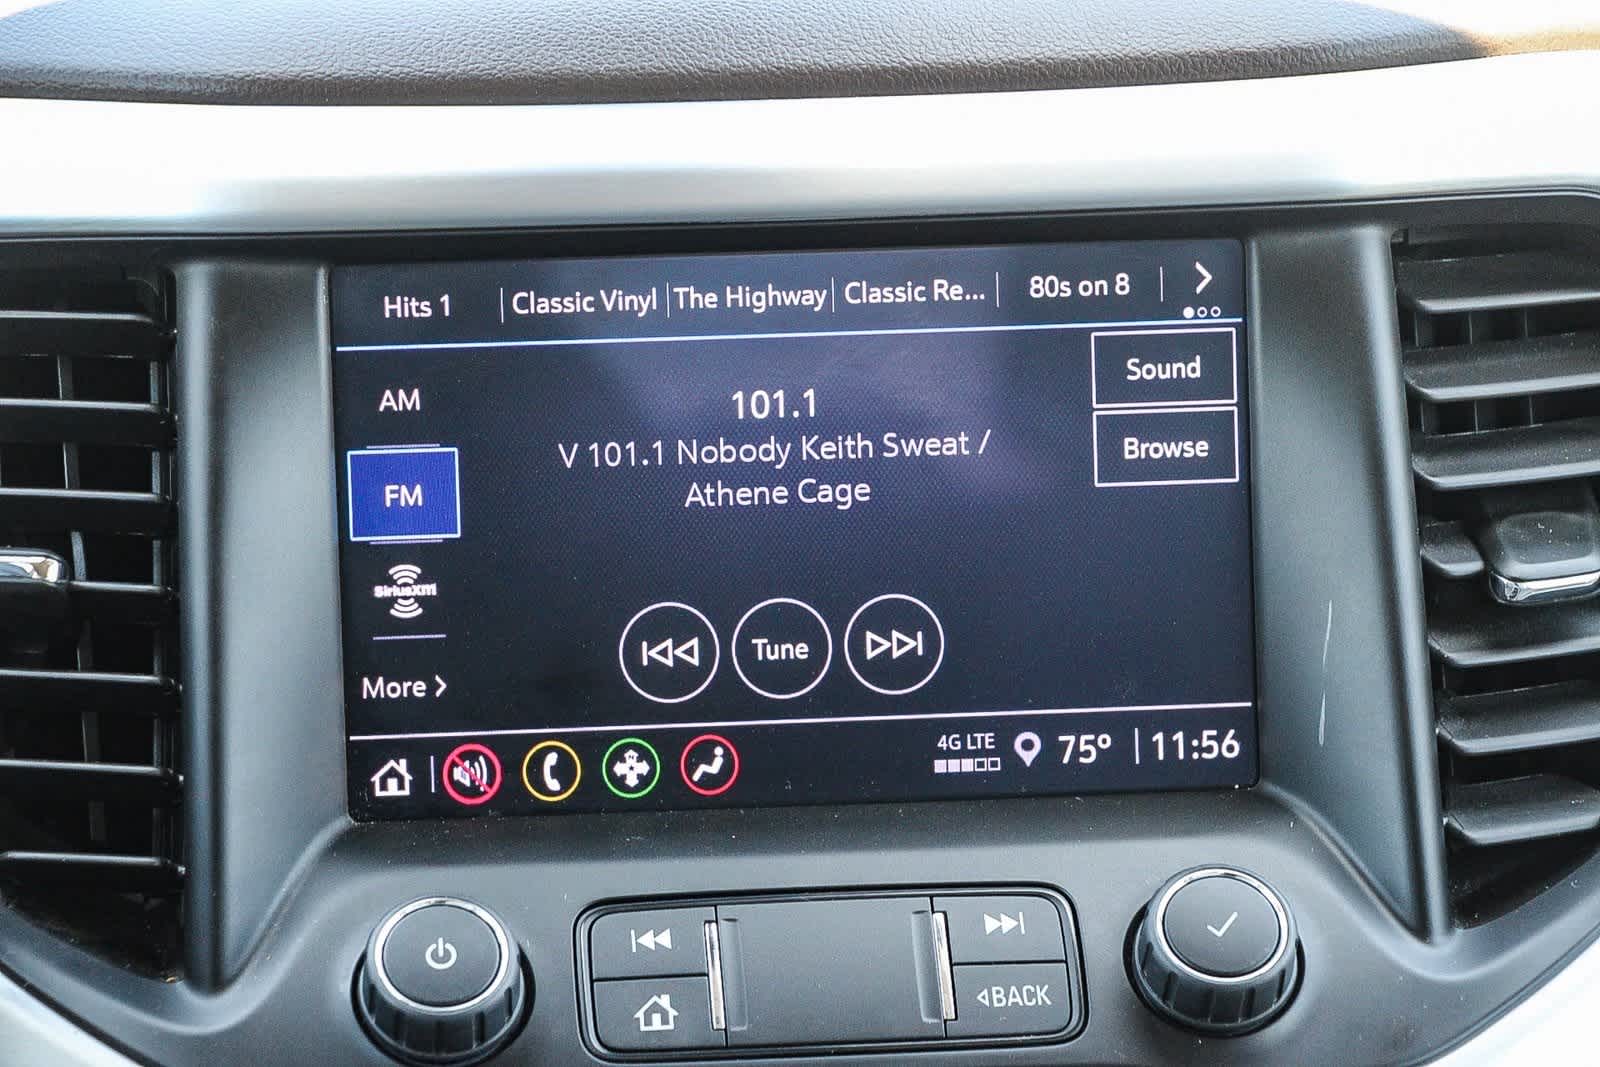 Hits 1 Classic Vinyl The Highway Classic Re... 80s on 8
Sound
AM
101.1
V 101.1 Nobody Keith Sweat /
Browse
FM
Athene Cage
SiriusXM
Tune
More
4G LTE
75° 11:56
BACK